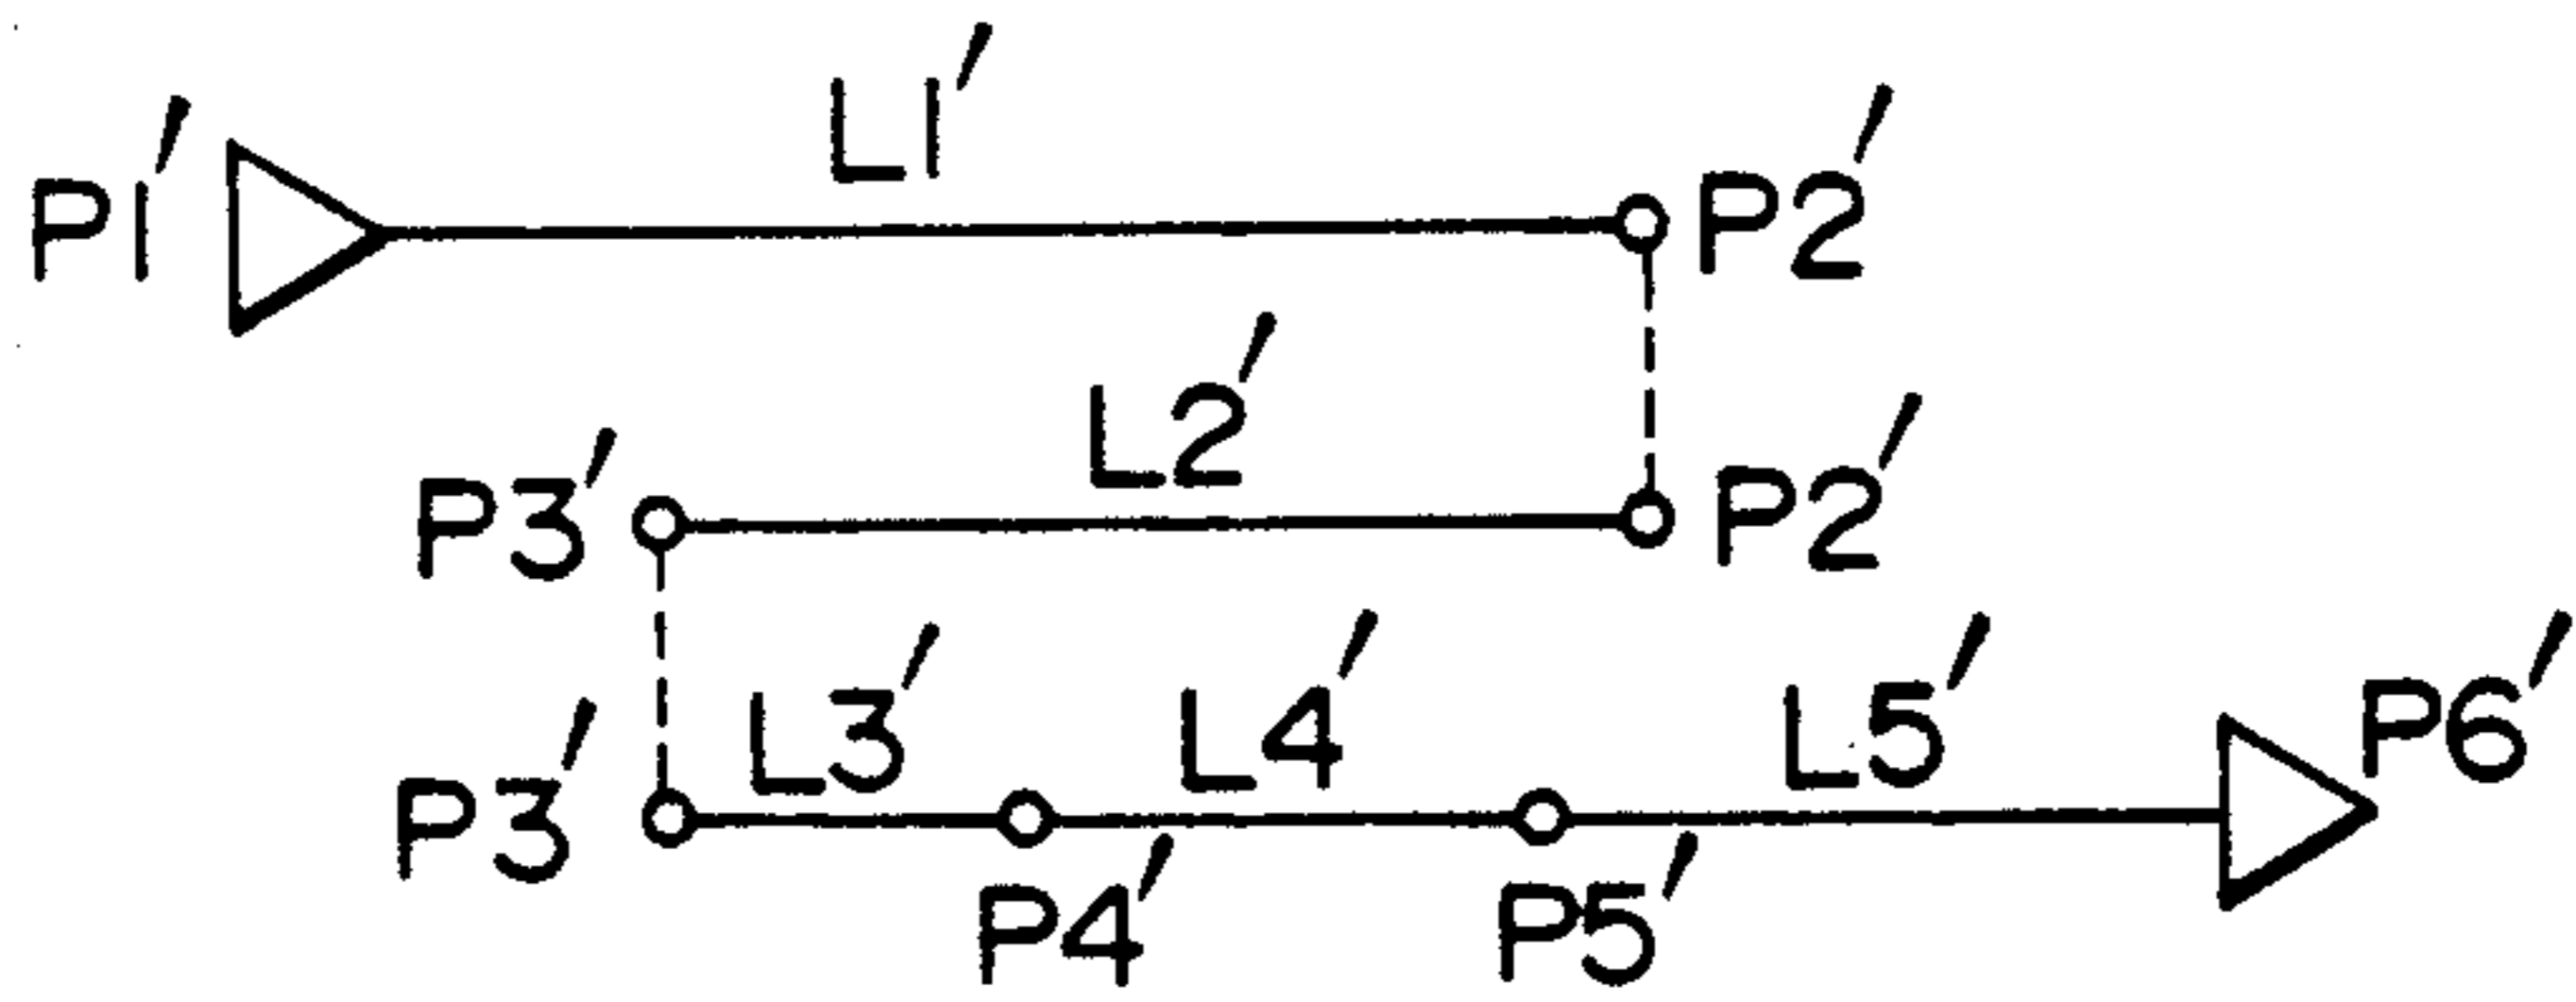 L1′
P1′ P2′
L2′
P3′ P2′
L3′ L4′ L5′ P6′
P3′
P4′ P5′